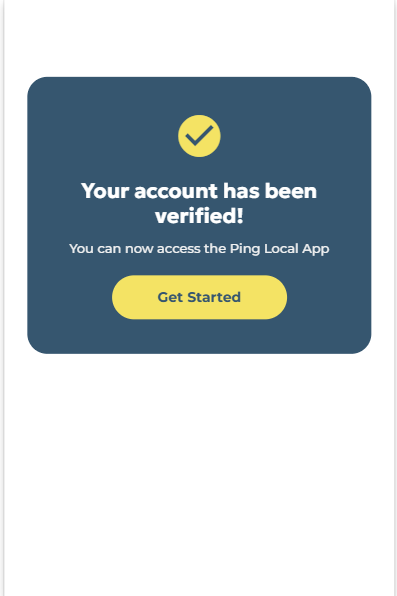 Your account has been
verified!
You can now access the Ping Local App
Get Started